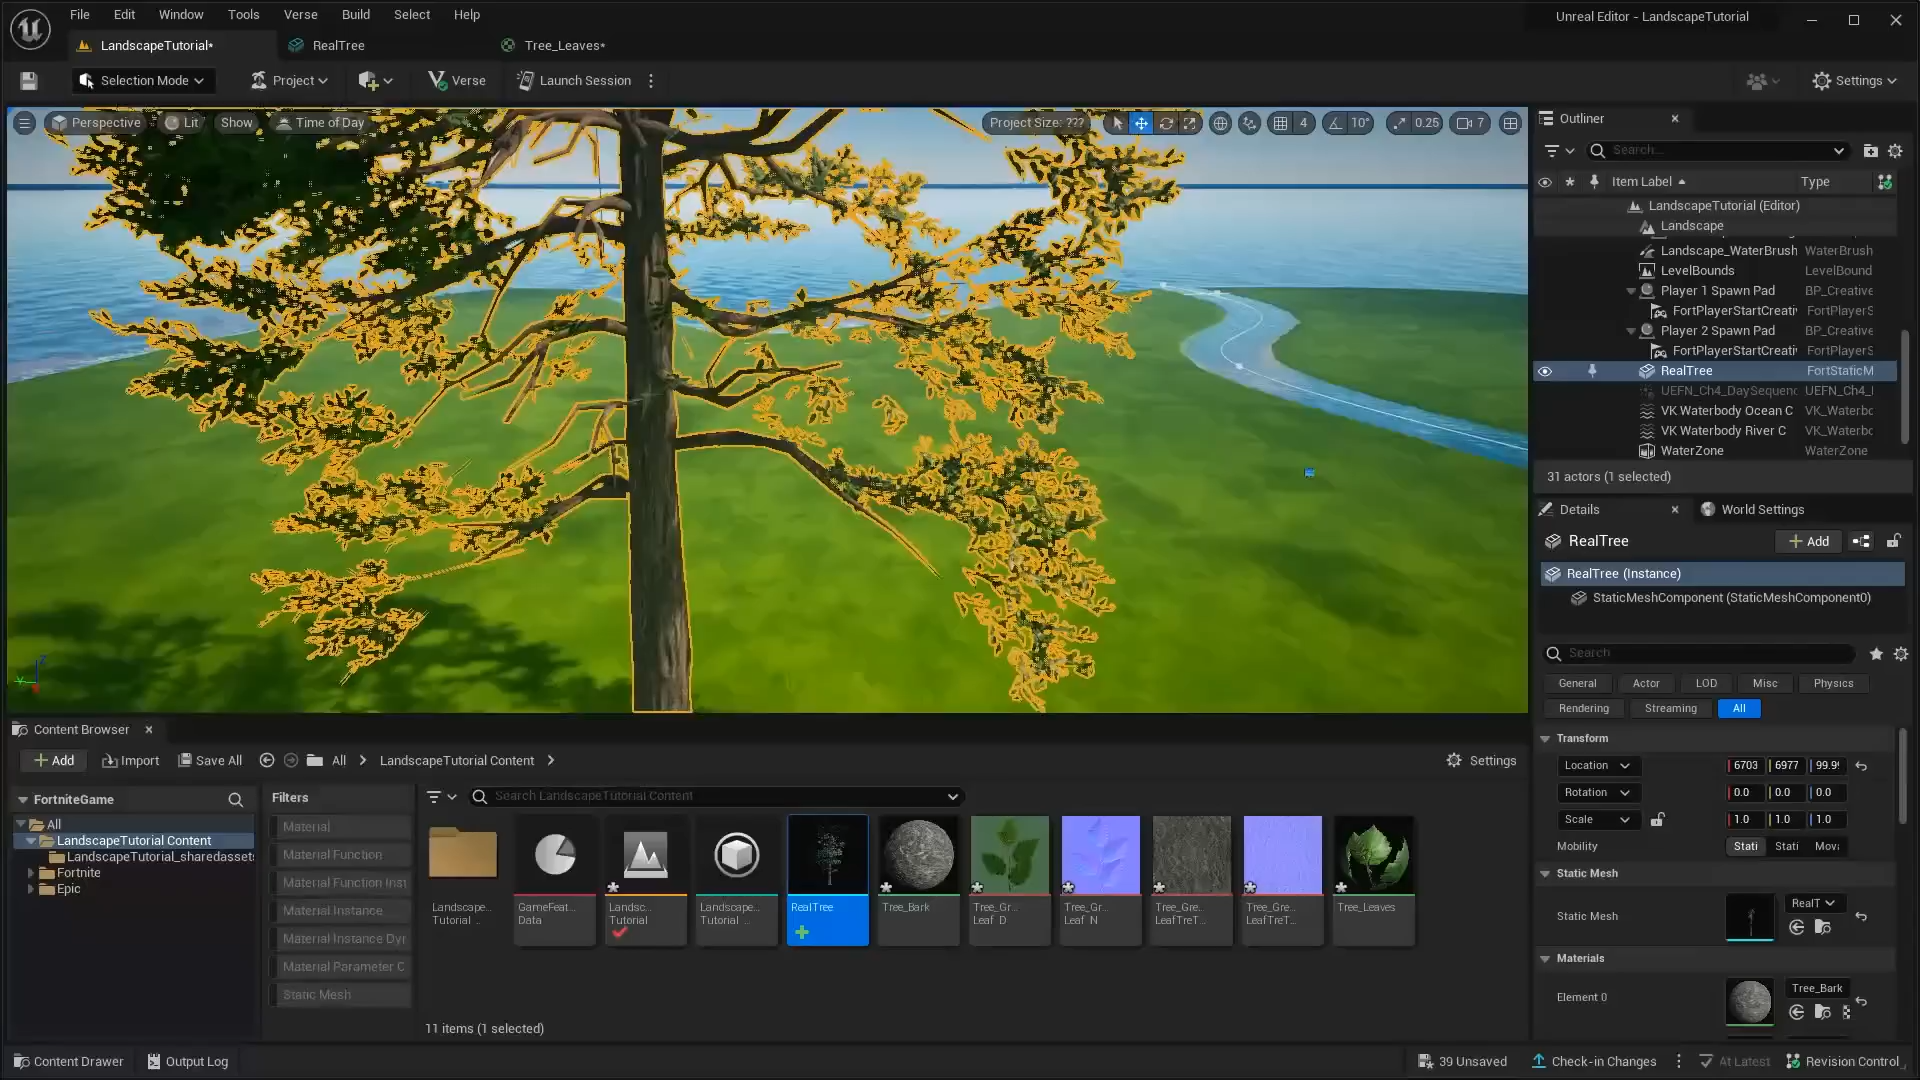 File Edit Window Tools Verse Build Select Help
Unreal Editor - LandscapeTutorial
LandscapeTutorial*
RealTree
Tree_Leaves*
Selection Mode
Project
Verse
Launch Session
Settings
Perspective
Lit
Show
Time of Day
Project Size: ???
4
10°
0.25
7
Outliner
Search...
Item Label
Type
LandscapeTutorial (Editor)
Landscape
Landscape_WaterBrush WaterBrush
LevelBounds LevelBound
Player 1 Spawn Pad BP_Creative
FortPlayerStartCreati FortPlayerS
Player 2 Spawn Pad BP_Creative
FortPlayerStartCreati FortPlayerS
RealTree FortStaticM
UEFN_Ch4_DaySequenc UEFN_Ch4_
VK Waterbody Ocean C VK_Waterbo
VK Waterbody River C VK_Waterbo
WaterZone WaterZone
31 actors (1 selected)
Details
World Settings
RealTree
Add
RealTree (Instance)
StaticMeshComponent (StaticMeshComponent0)
Search
General Actor LOD Misc Physics
Rendering Streaming All
Transform
Location 6703 6977 99.9
Rotation 0.0 0.0 0.0
Scale 1.0 1.0 1.0
Mobility Stati Stati Mov
Static Mesh
Static Mesh RealT
Materials
Element 0 Tree_Bark
Content Browser
Add Import Save All All LandscapeTutorial Content
Settings
FortniteGame
All
LandscapeTutorial Content
LandscapeTutorial_sharedassets
Fortnite
Epic
Filters
Material
Material Function
Material Function Inst
Material Instance
Material Instance Dyn
Material Parameter C
Static Mesh
Search LandscapeTutorial Content
Landscape...
Tutorial ..
GameFeat...
Data
Landsc...
Tutorial
Landscape...
Tutorial ...
RealTree
Tree_Bark
Tree_Gr...
Leaf D
Tree_Gr...
Leaf N
Tree_Gre...
LeafTreT...
Tree_Gre...
LeafTreT...
Tree_Leaves
11 items (1 selected)
Content Drawer
Output Log
39 Unsaved
Check-in Changes
At Latest
Revision Control